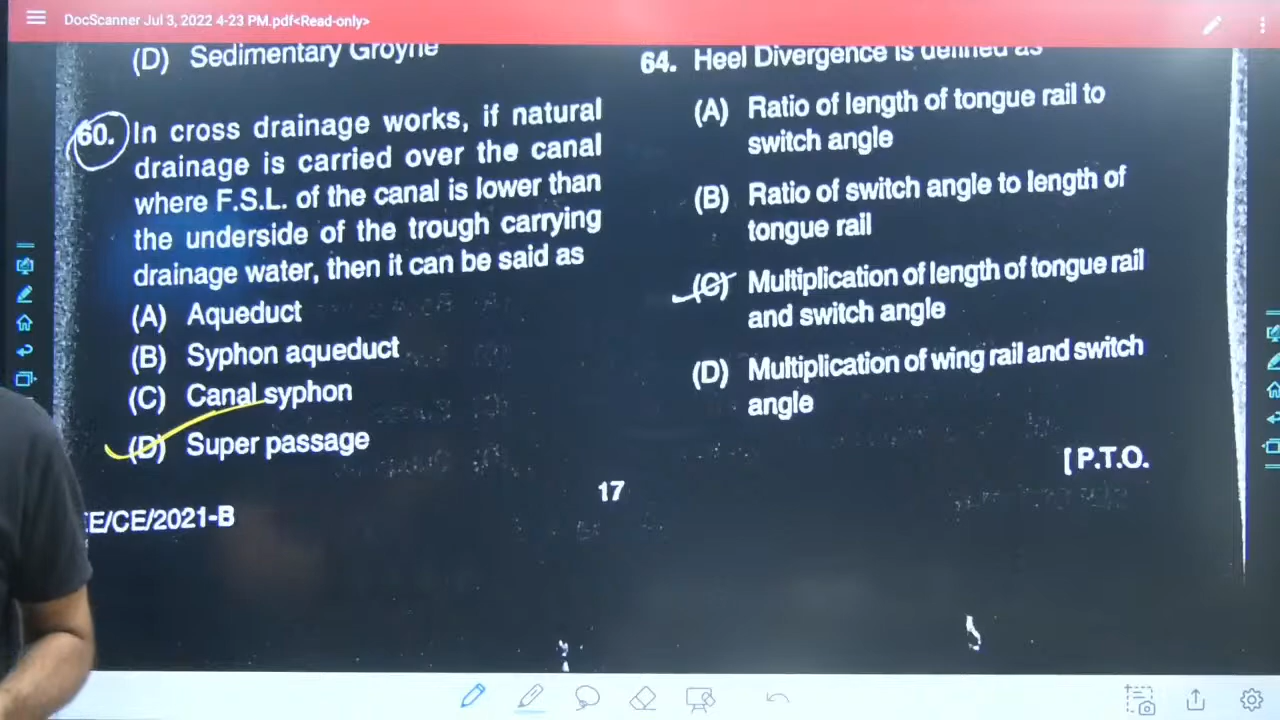 DocScanner Jul 3, 2022 4-23 PM.pdf<Read-only>
(D) Sedimentary Groyne
60. In cross drainage works, if natural
drainage is carried over the canal
where F.S.L. of the canal is lower than
the underside of the trough carrying
drainage water, then it can be said as
(A) Aqueduct
(B) Syphon aqueduct
(C) Canal syphon
(D) Super passage
E/CE/2021-B
17
64. Heel Divergence is defined as
(A) Ratio of length of tongue rail to
switch angle
(B) Ratio of switch angle to length of
tongue rail
(C) Multiplication of length of tongue rail
and switch angle
(D) Multiplication of wing rail and switch
angle
[ P.T.O.